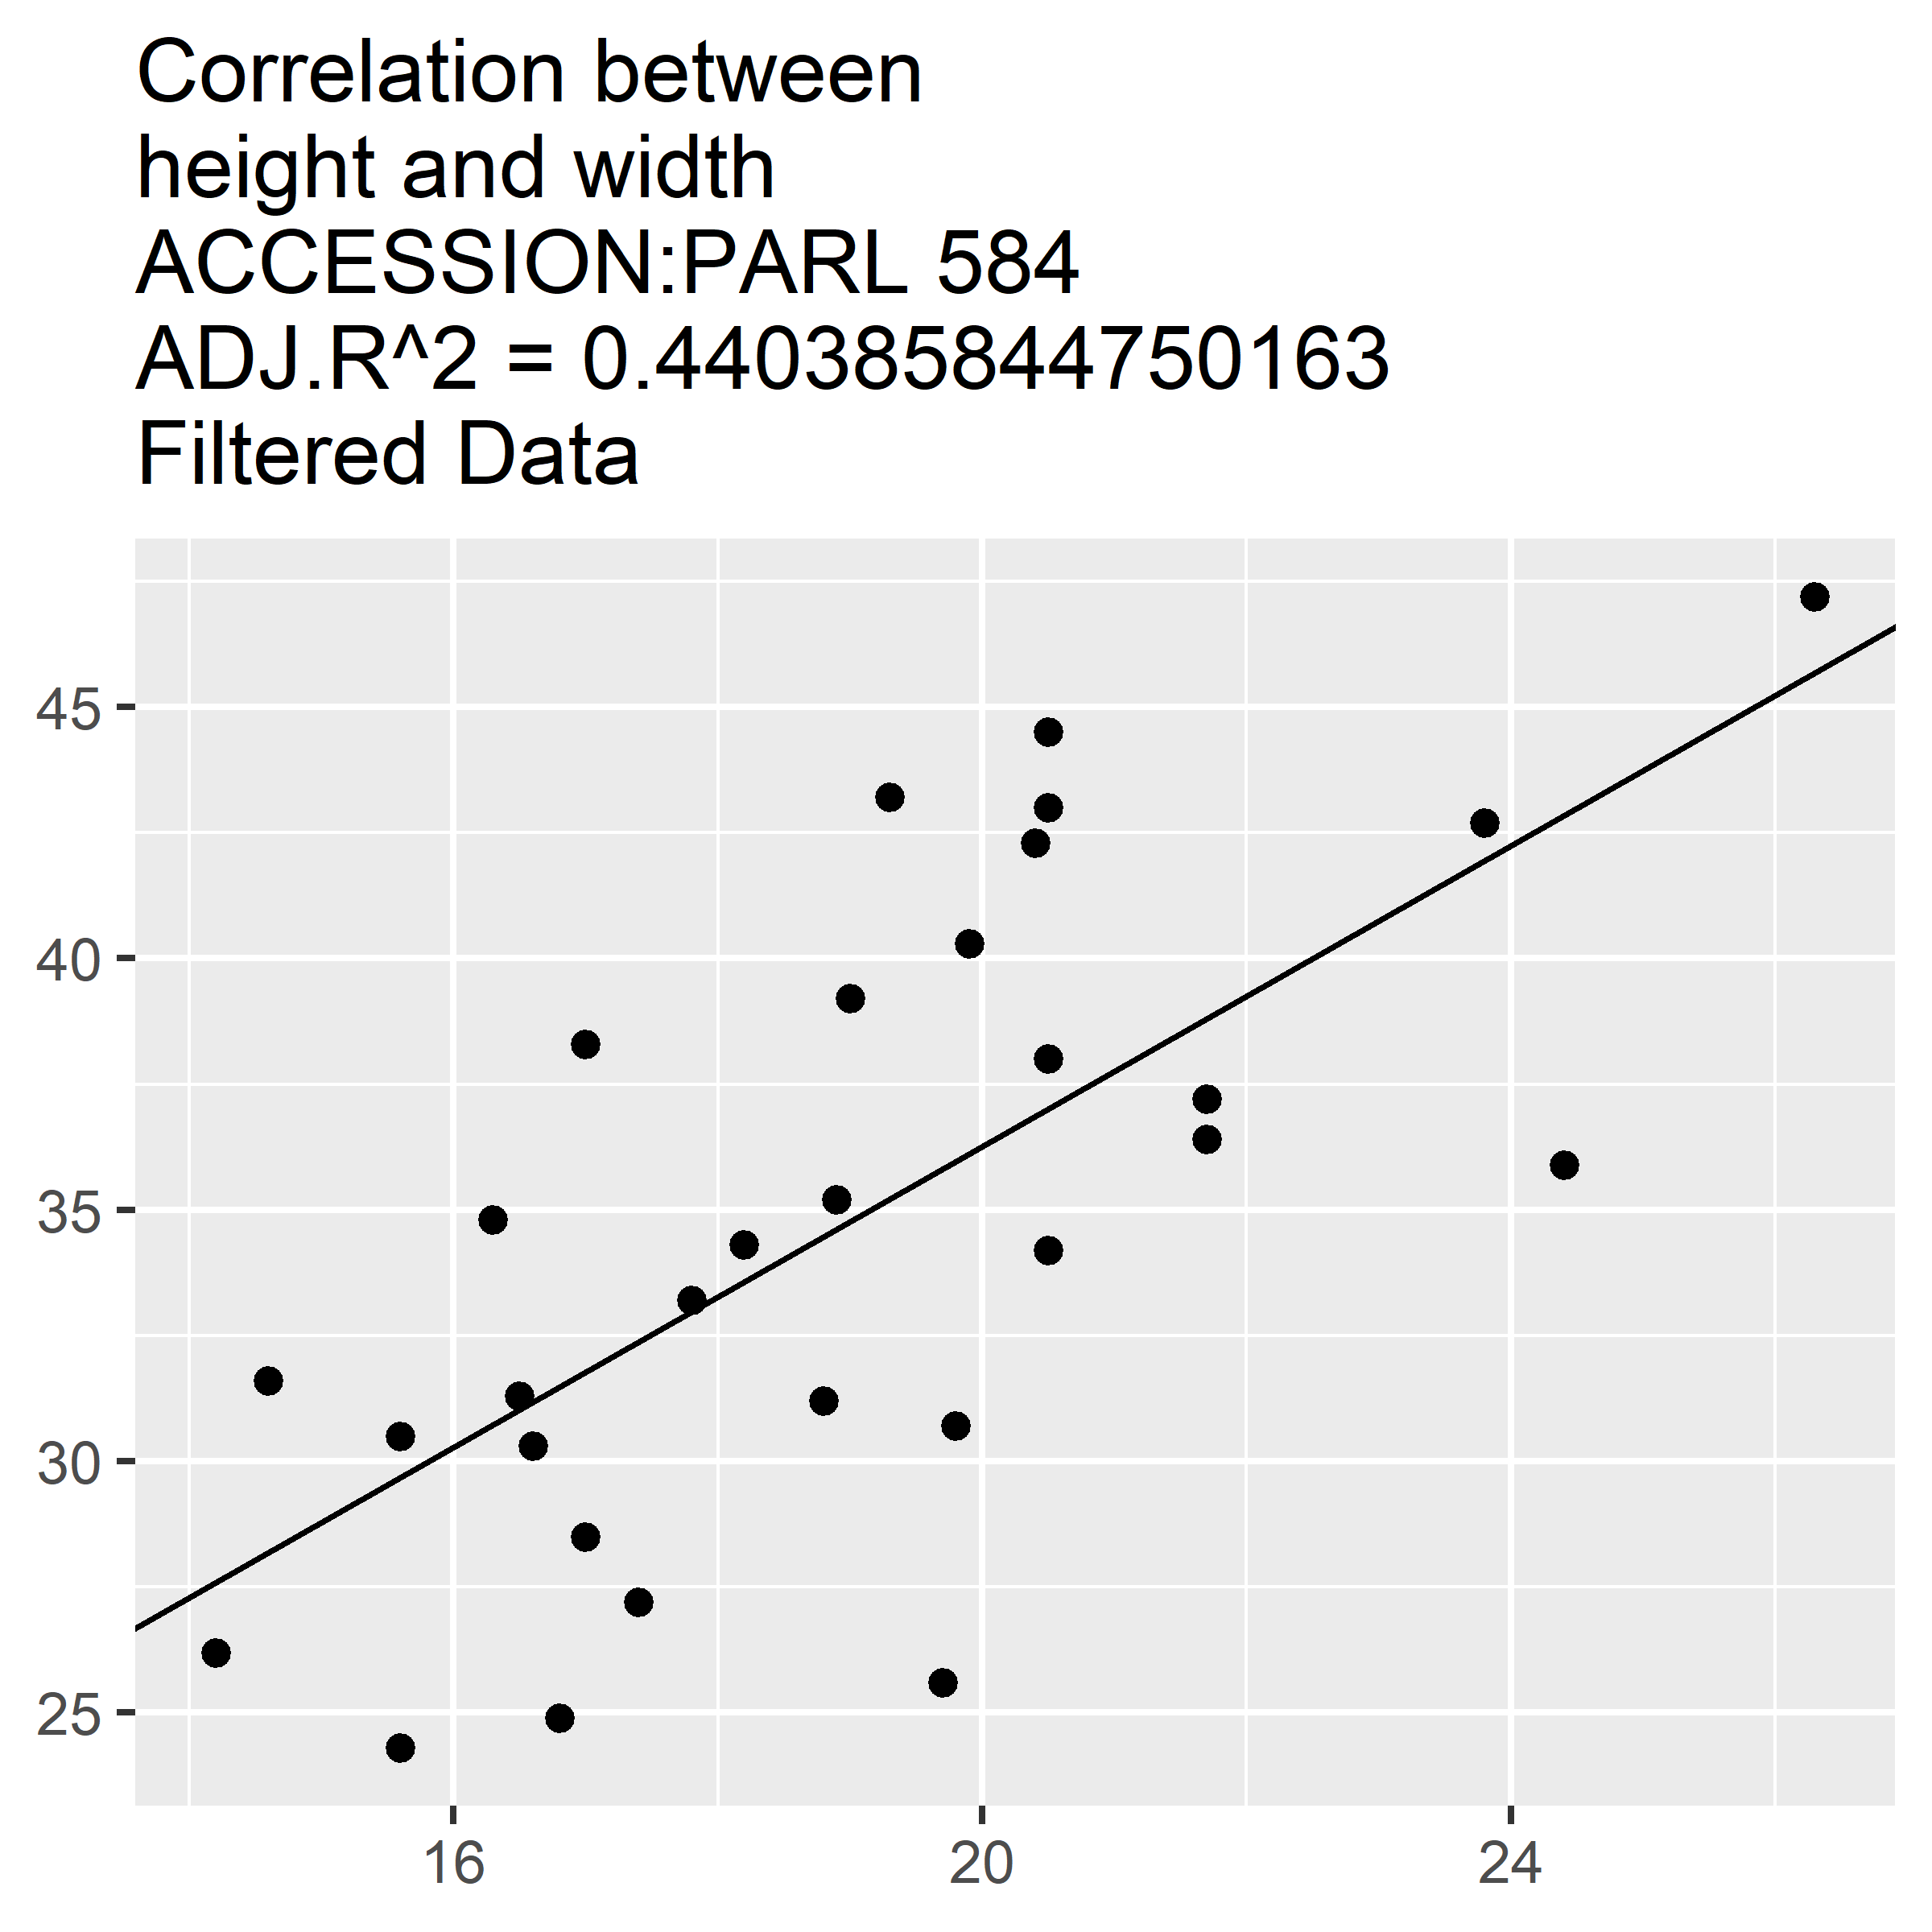 Correlation between
height and width
ACCESSION:PARL 584
ADJ.R^2 = 0.440385844750163
Filtered Data
45
40
35
30
25
16 20 24